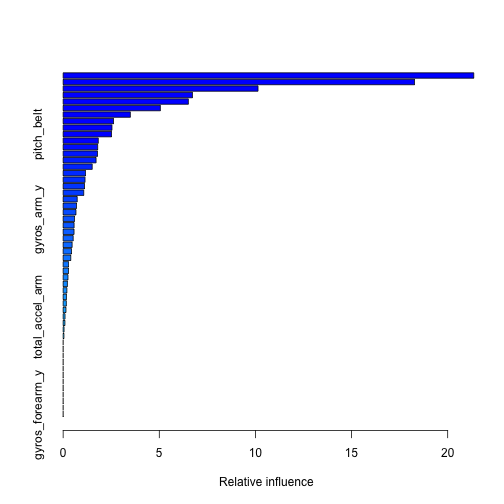 pitch_belt
gyros_arm_y
total_accel_arm
gyros_forearm_y
0 5 10 15 20
Relative influence